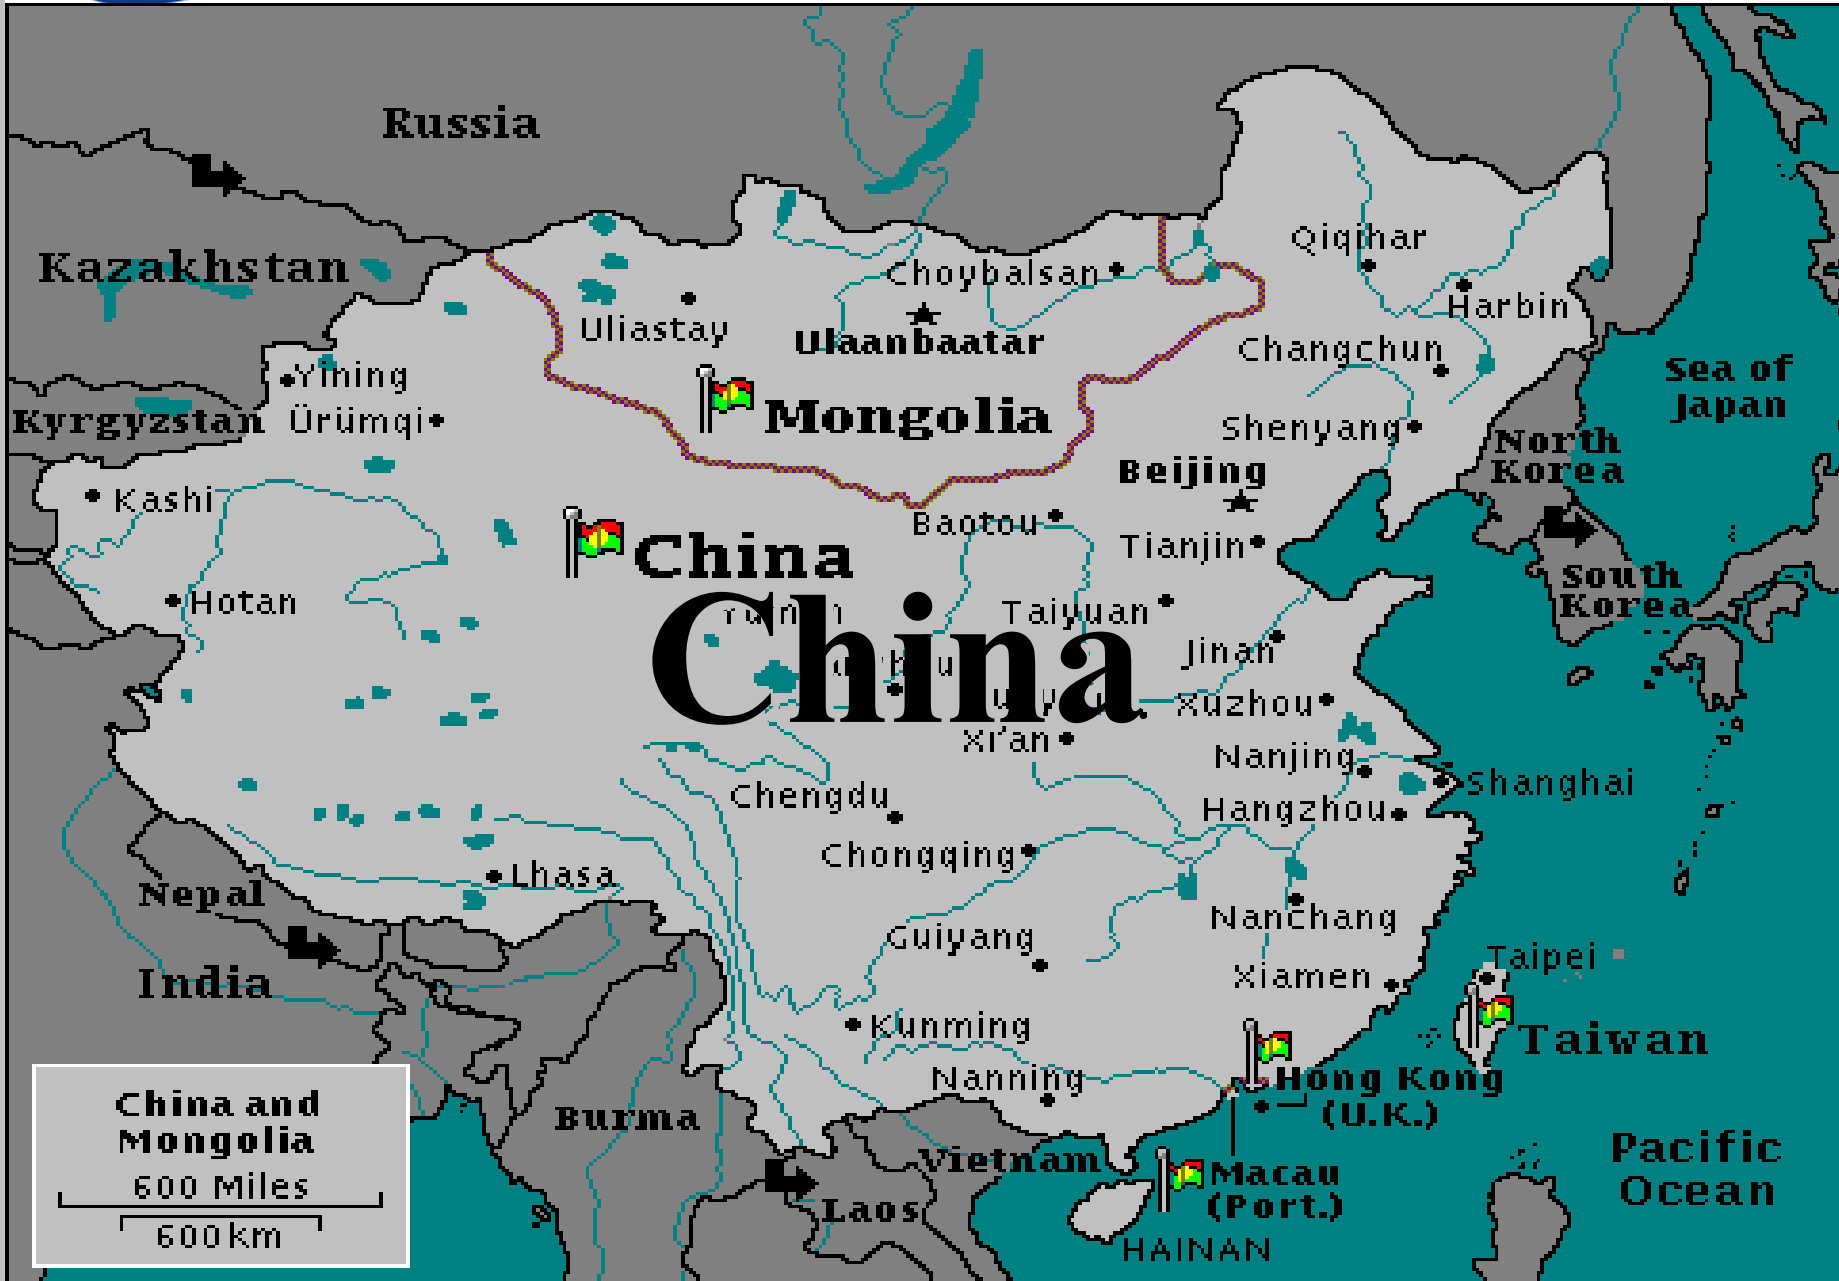 Russia
Kazakhstan
Qiqihar
Choybalsan
Harbin
Uliastay
Ulaanbaatar
Changchun
Sea of
Japan
Yining
Kyrgyzstan
Ürümqi
Mongolia
Shenyang
North
Korea
Beijing
Kashi
Baotou
China
Tianjin
South
Korea
Hotan
Taiyuan
China
Jinan
Xuzhou
Xi'an
Nanjing
Shanghai
Chengdu
Hangzhou
Chongqing
Lhasa
Nepal
Nanchang
Guiyang
Taipei
India
Xiamen
Kunming
Taiwan
Nanning
Hong Kong
(U.K.)
China and
Mongolia
600 Miles
600km
Burma
Vietnam
Macau
(Port.)
Laos
HAINAN
Pacific
Ocean